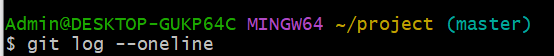 Admin@DESKTOP-GUKP64C MINGW64 ~/project (master)
$ git log --oneline